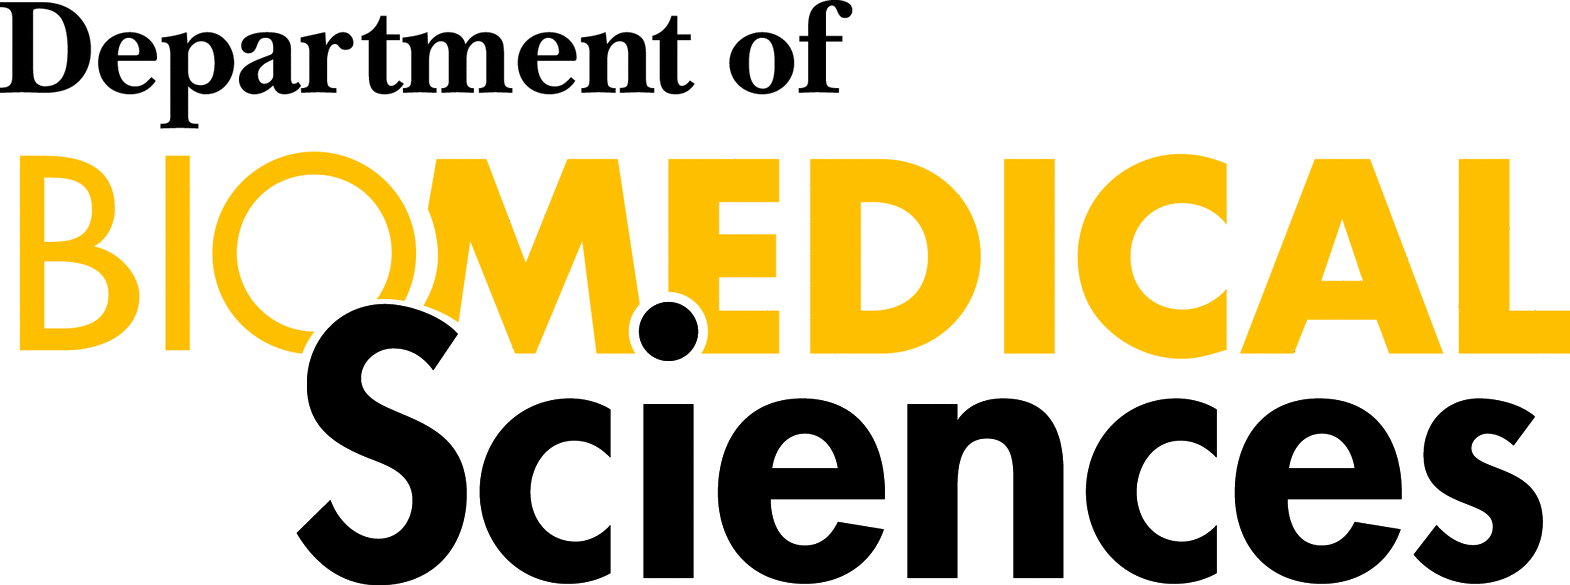 Department of
BIOMEDICAL
Sciences